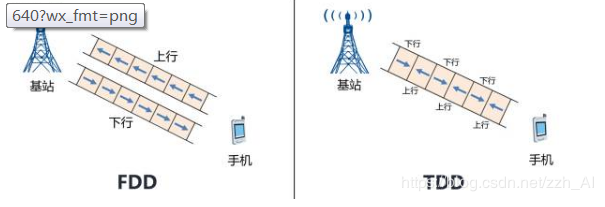 640?wx_fmt=png
上行
基站
下行
手机
FDD
下行
下行
下行
基站
上行
上行
上行
手机
TDD
https://blog.csdn.net/zzh_AI